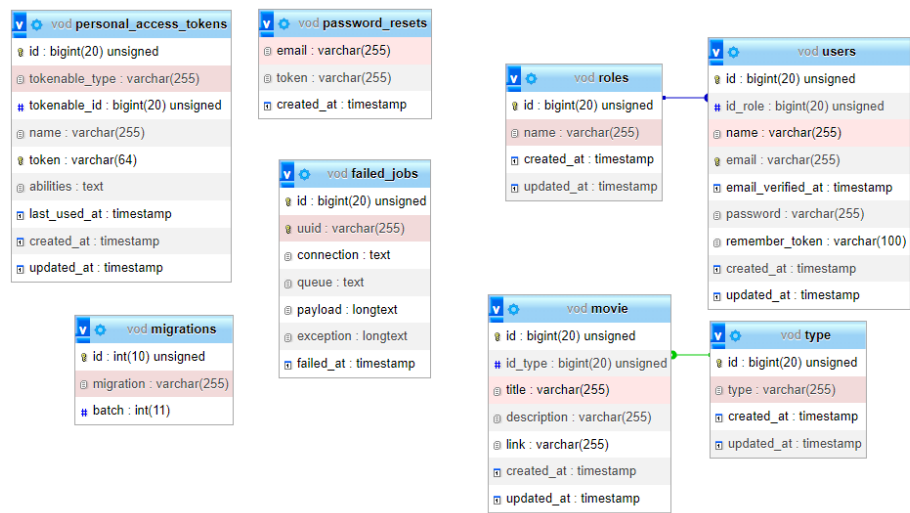 vod personal_access_tokens
id : bigint(20) unsigned
tokenable_type : varchar(255)
tokenable_id : bigint(20) unsigned
name : varchar(255)
token : varchar(64)
abilities : text
last_used_at : timestamp
created_at : timestamp
updated_at : timestamp
vod password_resets
email : varchar(255)
token : varchar(255)
created_at : timestamp
vod roles
id : bigint(20) unsigned
name : varchar(255)
created_at : timestamp
updated_at : timestamp
vod users
id : bigint(20) unsigned
id_role : bigint(20) unsigned
name : varchar(255)
email : varchar(255)
email_verified_at : timestamp
password : varchar(255)
remember_token : varchar(100)
created_at : timestamp
updated_at : timestamp
vod failed_jobs
id : bigint(20) unsigned
uuid : varchar(255)
connection : text
queue : text
payload : longtext
exception : longtext
failed_at : timestamp
vod migrations
id : int(10) unsigned
migration : varchar(255)
batch : int(11)
vod movie
id : bigint(20) unsigned
id_type : bigint(20) unsigned
title : varchar(255)
description : varchar(255)
link : varchar(255)
created_at : timestamp
updated_at : timestamp
vod type
id : bigint(20) unsigned
type : varchar(255)
created_at : timestamp
updated_at : timestamp